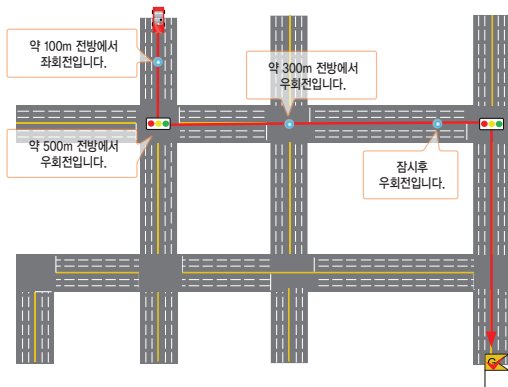 약 100m 전방에서
좌회전입니다.
약 300m 전방에서
우회전입니다.
약 500m 전방에서
우회전입니다.
잠시후
우회전입니다.
G